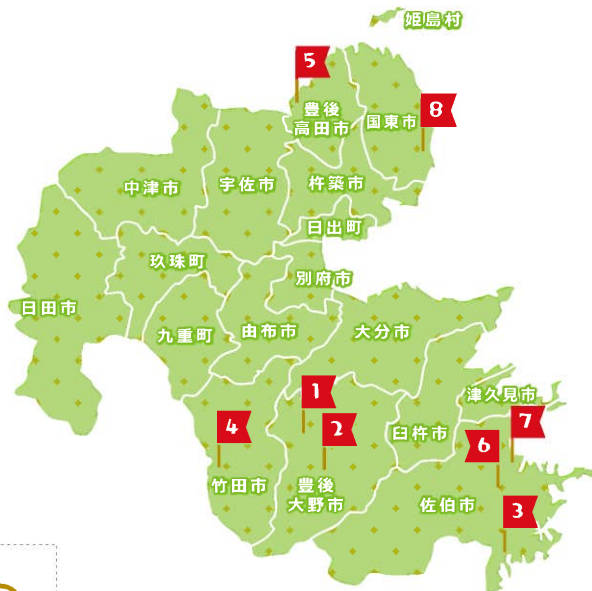 姫島村
5
豊後
高田市
国東市
8
中津市
宇佐市
杵築市
日出町
玖珠町
別府市
日田市
九重町
由布市
大分市
津久見市
1
4
2
臼杵市
7
6
竹田市
豊後
大野市
佐伯市
3